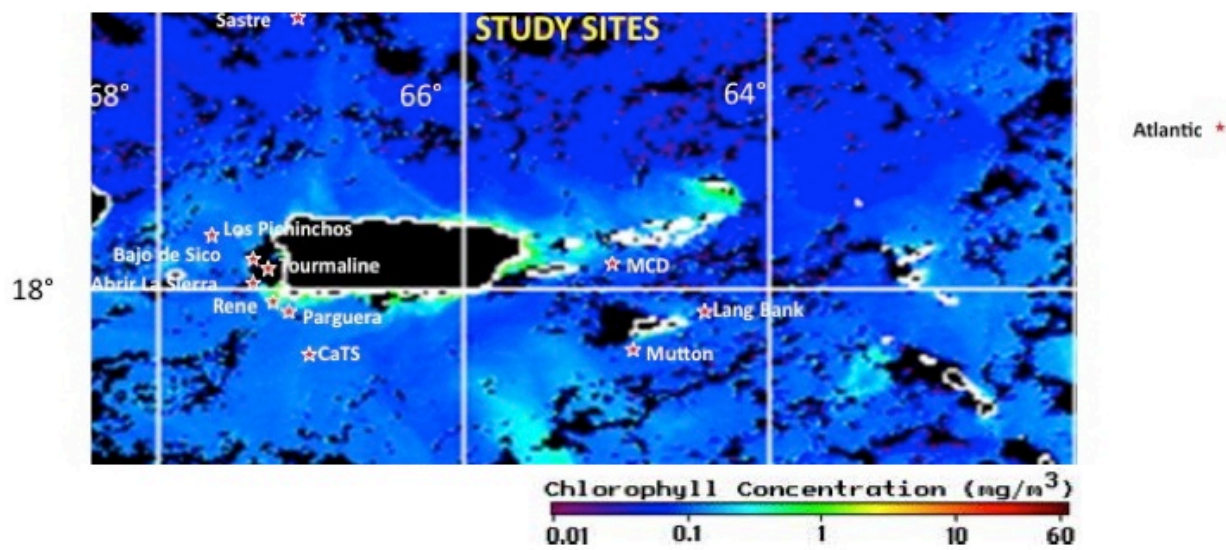 Sastre
STUDY SITES
68°
66°
64°
Atlantic
Los Pichinchos
Bajo de Sico
Tourmaline
MCD
Abrir La Sierra
18°
Rene
Parguera
Lang Bank
CaTS
Mutton
Chlorophyll Concentration (mg/m³)
0.01 0.1 1 10 60